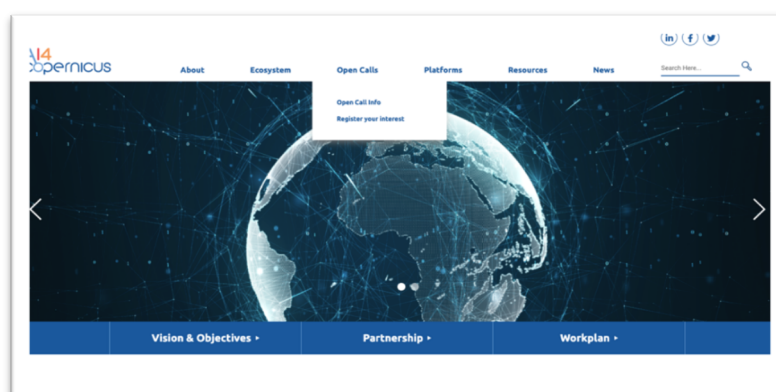 AI4
copernicus
About Ecosystem Open Calls Platforms Resources News Search Here...
Open Call Info
Register your interest
Vision & Objectives Partnership Workplan